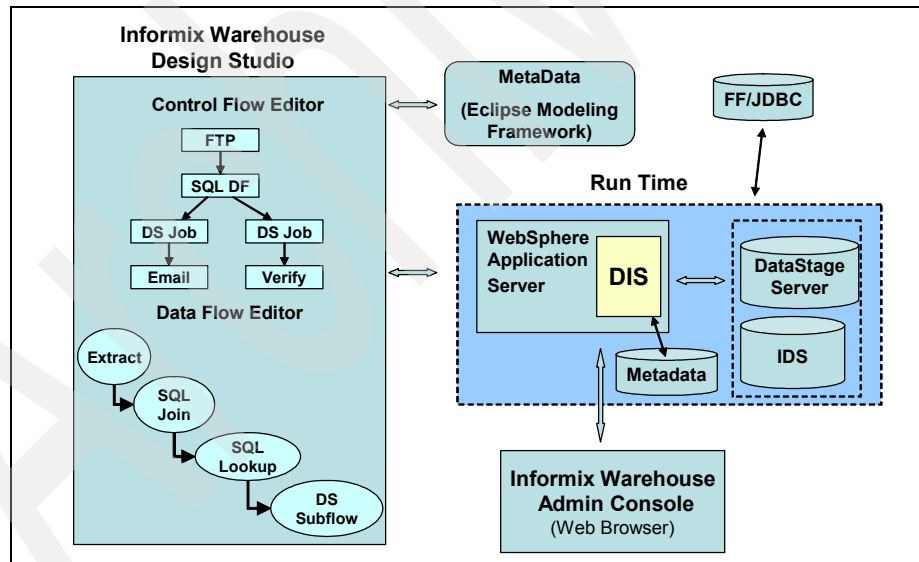 Informix Warehouse
Design Studio
Control Flow Editor
FTP
SQL DF
DS Job
DS Job
Email
Verify
Data Flow Editor
Extract
SQL
Join
SQL
Lookup
DS
Subflow
MetaData
(Eclipse Modeling
Framework)
FF/JDBC
Run Time
WebSphere
Application
Server
DIS
DataStage
Server
IDS
Metadata
Informix Warehouse
Admin Console
(Web Browser)